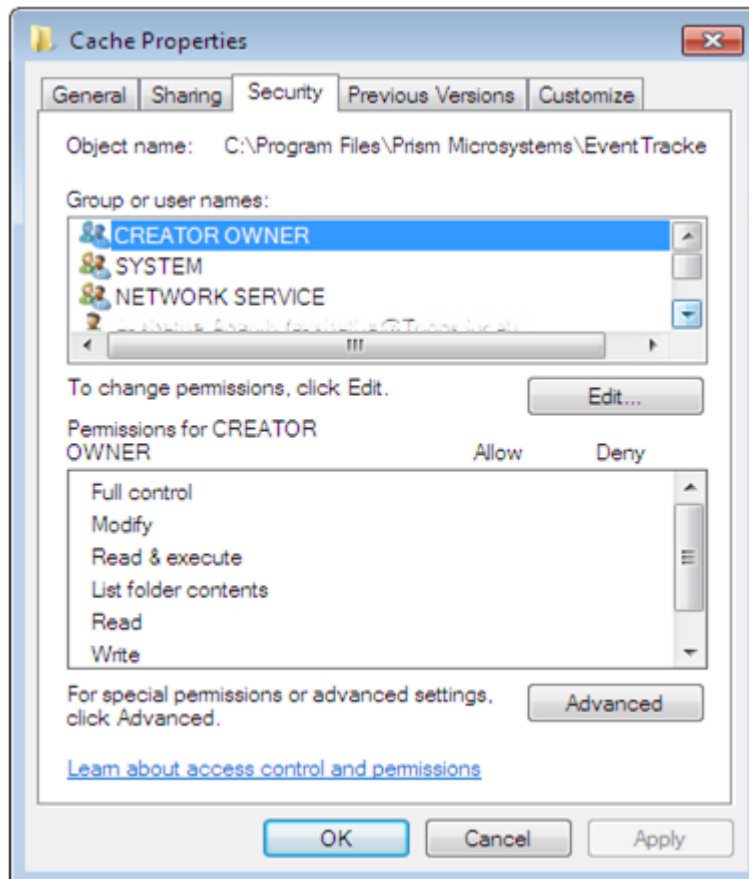 Cache Properties
General Sharing Security Previous Versions Customize
Object name: C:\Program Files\Prism Microsystems\EventTracke
Group or user names:
CREATOR OWNER
SYSTEM
NETWORK SERVICE
To change permissions, click Edit.
Edit...
Permissions for CREATOR
OWNER Allow Deny
Full control
Modify
Read & execute
List folder contents
Read
Write
For special permissions or advanced settings,
click Advanced.
Advanced
Learn about access control and permissions
OK Cancel Apply